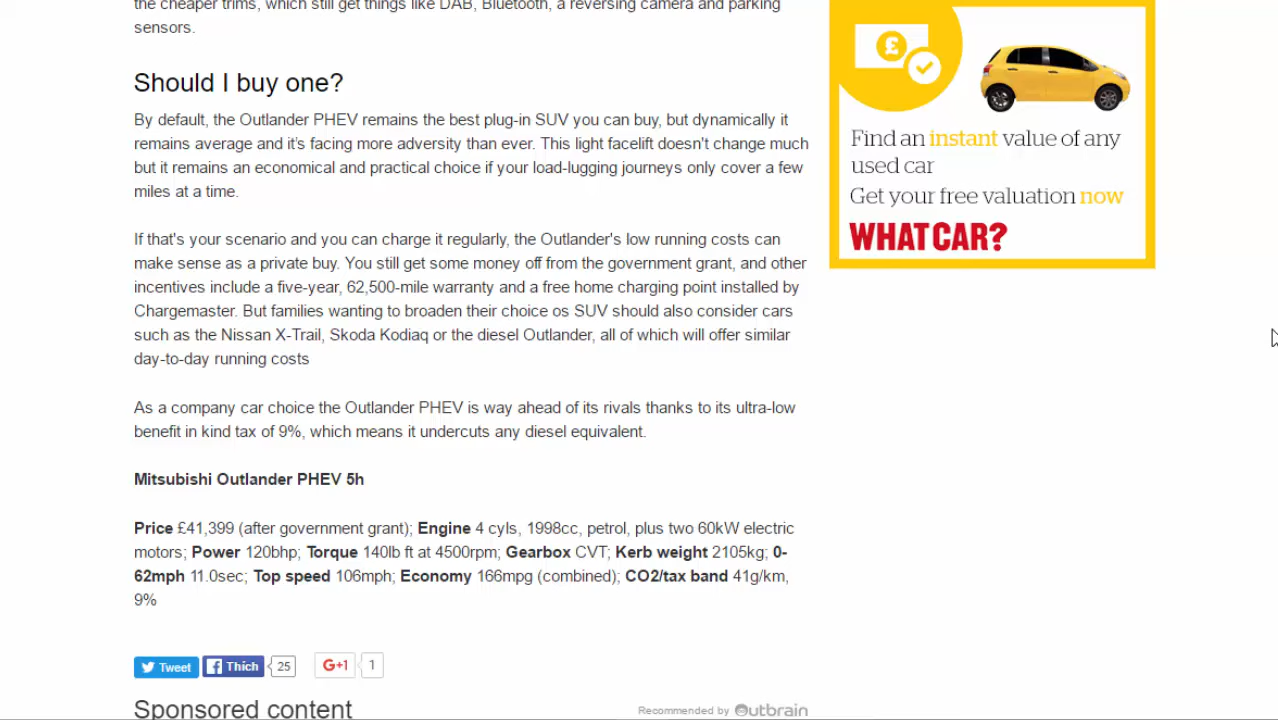 the cheaper trims, which still get things like DAB, Bluetooth, a reversing camera and parking
sensors.
Should I buy one?
By default, the Outlander PHEV remains the best plug-in SUV you can buy, but dynamically it
remains average and it's facing more adversity than ever. This light facelift doesn't change much
but it remains an economical and practical choice if your load-lugging journeys only cover a few
miles at a time.
If that's your scenario and you can charge it regularly, the Outlander's low running costs can
make sense as a private buy. You still get some money off from the government grant, and other
incentives include a five-year, 62,500-mile warranty and a free home charging point installed by
Chargemaster. But families wanting to broaden their choice os SUV should also consider cars
such as the Nissan X-Trail, Skoda Kodiaq or the diesel Outlander, all of which will offer similar
day-to-day running costs
As a company car choice the Outlander PHEV is way ahead of its rivals thanks to its ultra-low
benefit in kind tax of 9%, which means it undercuts any diesel equivalent.
Mitsubishi Outlander PHEV 5h
Price £41,399 (after government grant); Engine 4 cyls, 1998cc, petrol, plus two 60kW electric
motors; Power 120bhp; Torque 140lb ft at 4500rpm; Gearbox CVT; Kerb weight 2105kg; 0-
62mph 11.0sec; Top speed 106mph; Economy 166mpg (combined); CO2/tax band 41g/km,
9%
Tweet Thích 25 G+1 1
Sponsored content
Recommended by Outbrain
£
Find an instant value of any
used car
Get your free valuation now
WHAT CAR?